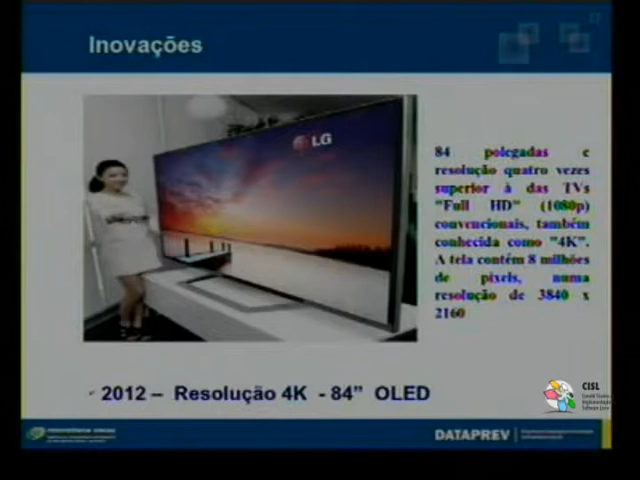 Inovações
LG
84 polegadas e
resolução quatro vezes
superior à das TVs
"Full HD" (1080p)
convencionais, também
conhecida como "4K".
A tela contém 8 milhões
de pixels, numa
resolução de 3840 x
2160
2012 – Resolução 4K - 84” OLED
CISL
DATAPREV